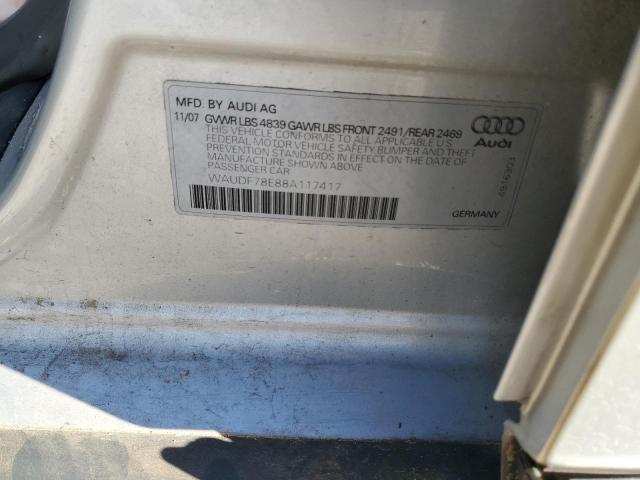 MFD. BY AUDI AG
11/07 GVWR LBS 4839 GAWR LBS FRONT 2491/REAR 2469
THIS VEHICLE CONFORMS TO ALL APPLICABLE U.S
FEDERAL MOTOR VEHICLE SAFETY BUMPER AND THEFT
PREVENTION STANDARDS IN EFFECT ON THE DATE OF
MANUFACTURE SHOWN ABOVE
PASSENGER CAR
WAUDF78E88A117417
Audi
4916903
GERMANY